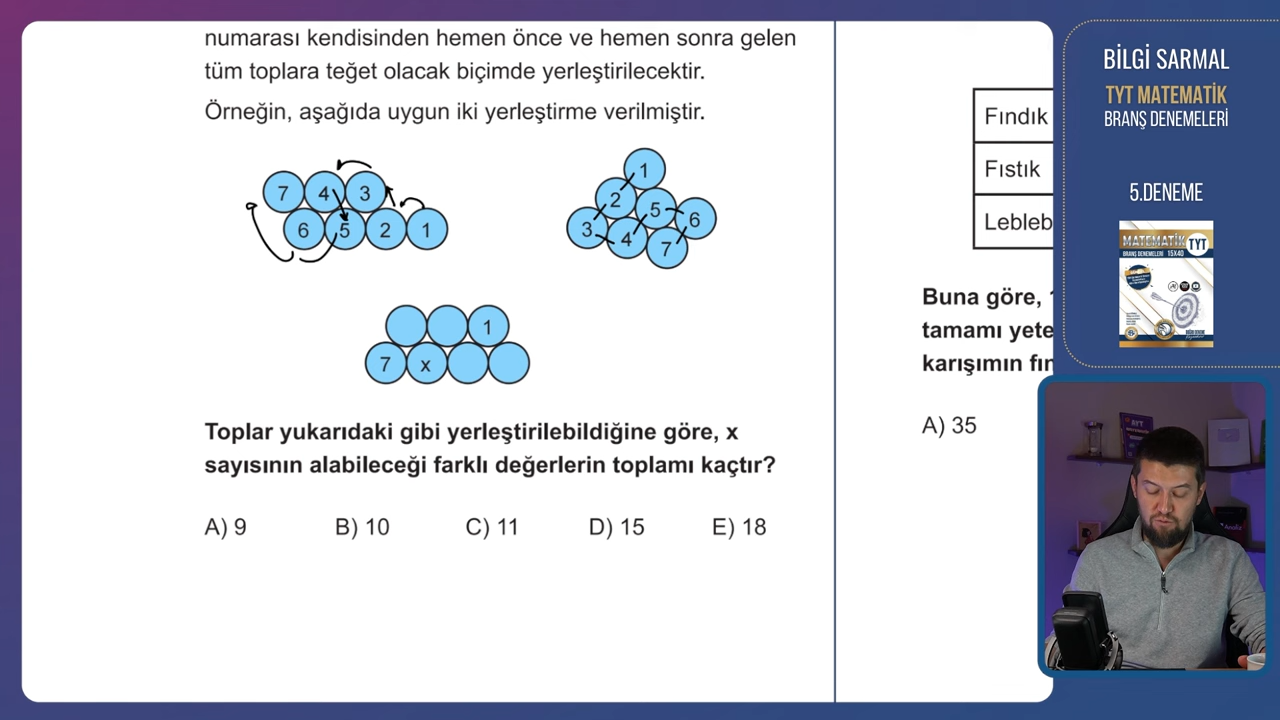 numarası kendisinden hemen önce ve hemen sonra gelen
tüm toplara teğet olacak biçimde yerleştirilecektir.
Örneğin, aşağıda uygun iki yerleştirme verilmiştir.
7 4 3
6 5 2 1
1
2 5 6
3 4 7
1
7 x
Toplar yukarıdaki gibi yerleştirilebildiğine göre, x
sayısının alabileceği farklı değerlerin toplamı kaçtır?
A) 9 B) 10 C) 11 D) 15 E) 18
Fındık
Fıstık
Lebleb
Buna göre,
tamamı yete
karışımın fın
A) 35
BİLGİ SARMAL
TYT MATEMATİK
BRANŞ DENEMELERİ
5.DENEME
MATEMATİK TYT
BRANŞ DENEMELERİ 15X40